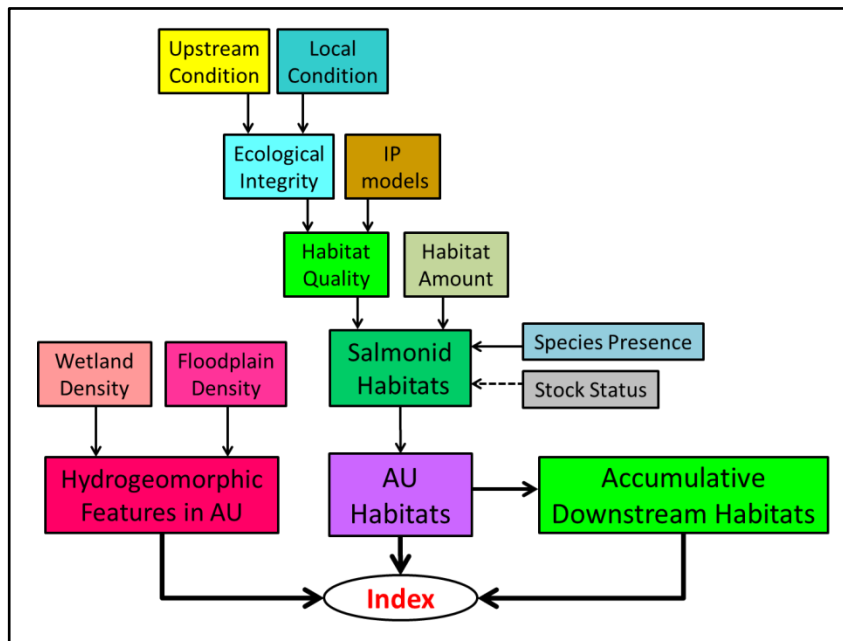 Upstream
Condition
Local
Condition
Ecological
Integrity
IP
models
Habitat
Quality
Habitat
Amount
Wetland
Density
Floodplain
Density
Salmonid
Habitats
Species Presence
Stock Status
Hydrogeomorphic
Features in AU
AU
Habitats
Accumulative
Downstream Habitats
Index